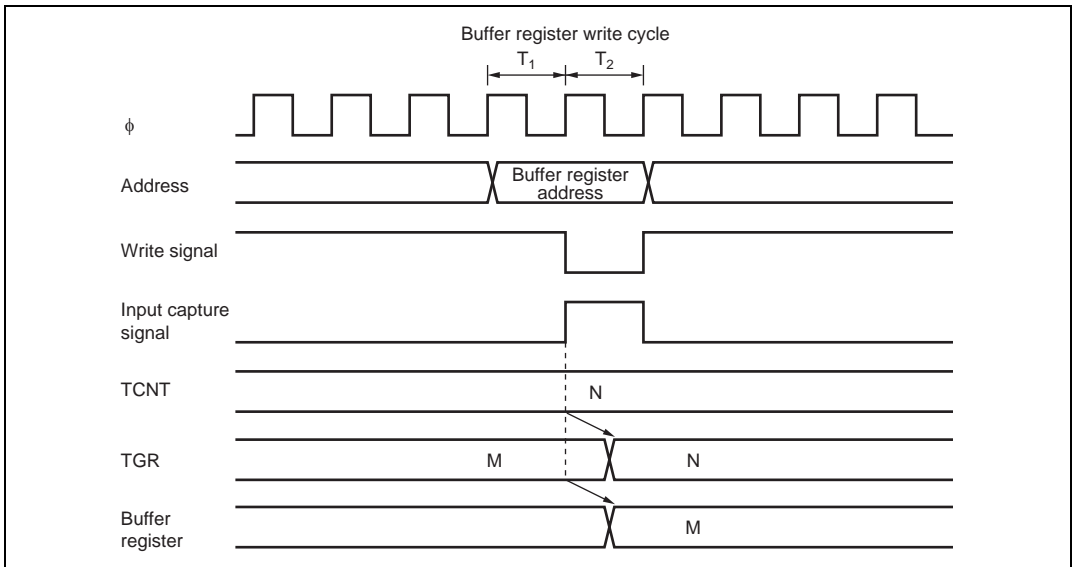 Buffer register write cycle
T1 T2
ϕ
Address
Buffer register
address
Write signal
Input capture
signal
TCNT
N
TGR
M N
Buffer
register
M